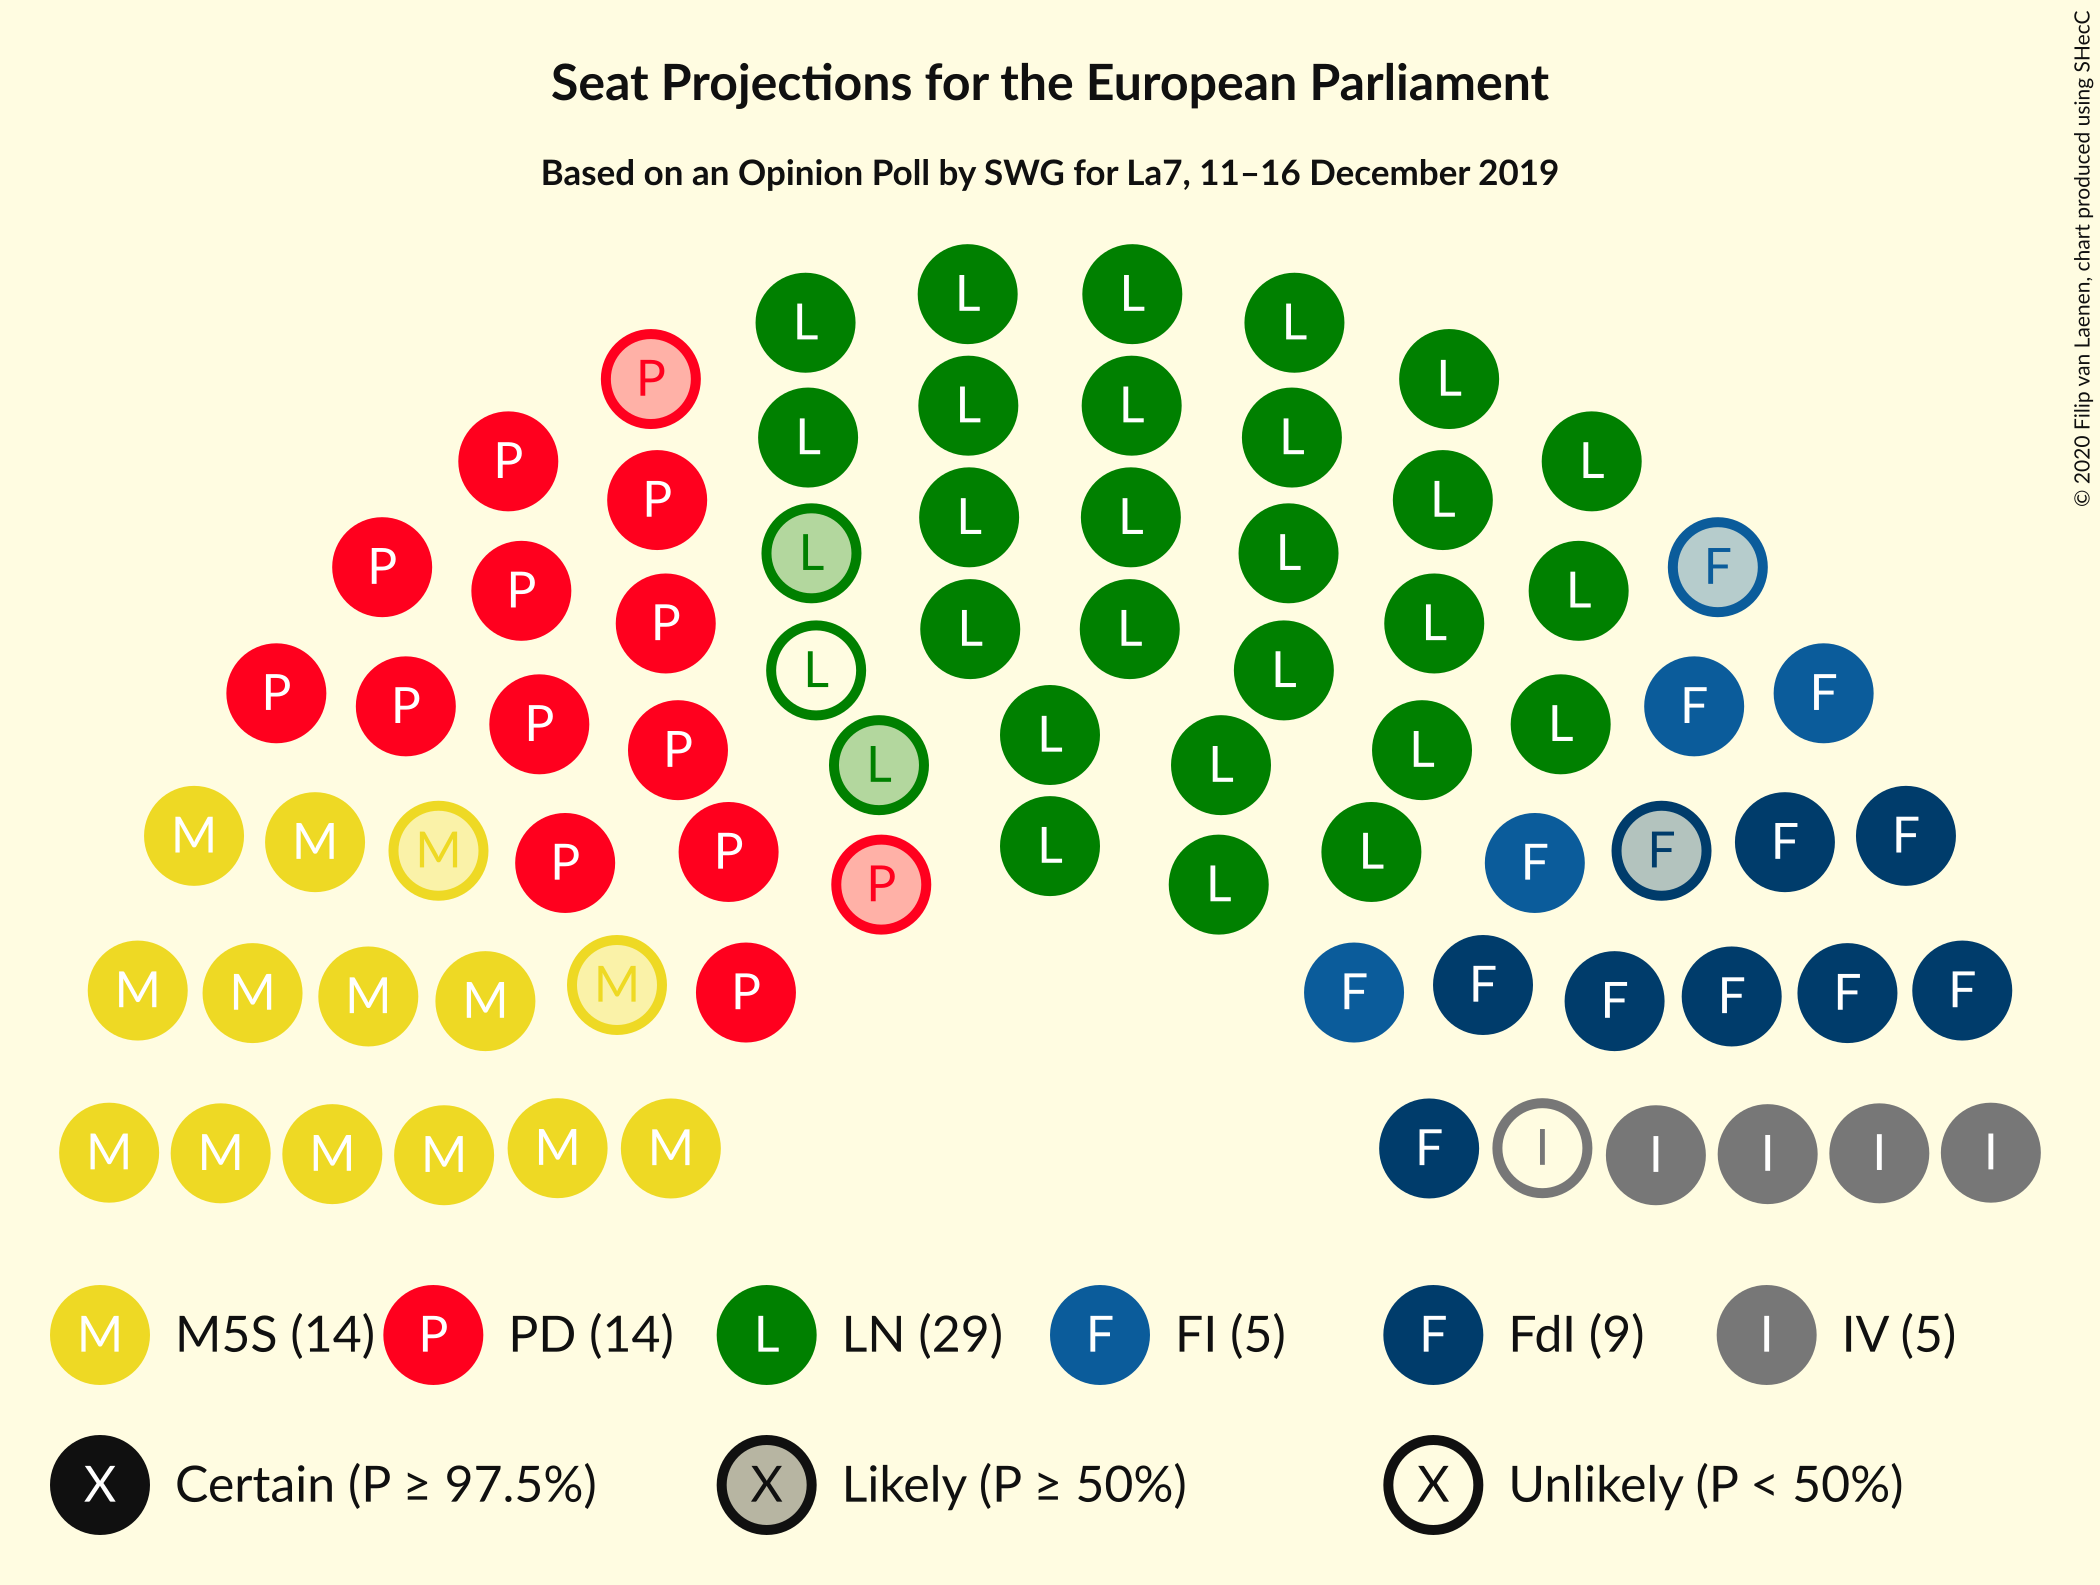 Seat Projections for the European Parliament
Based on an Opinion Poll by SWG for La7, 11–16 December 2019
© 2020 Filip van Laenen, chart produced using SHecC
L L
L L
P L
L L
L L
P P
L L
P L
P L
L L
P F
L L
P P
L L
L L
L L
P P
F F
P P
L L
L
L L
M M M P P L L F F F F
L P L
M M M M M P F F F F F F
M M M M M M F I I I I I
M M5S (14) P PD (14) L LN (29) F FI (5) F FdI (9) I IV (5)
X Certain (P ≥ 97.5%) X Likely (P ≥ 50%) X Unlikely (P < 50%)